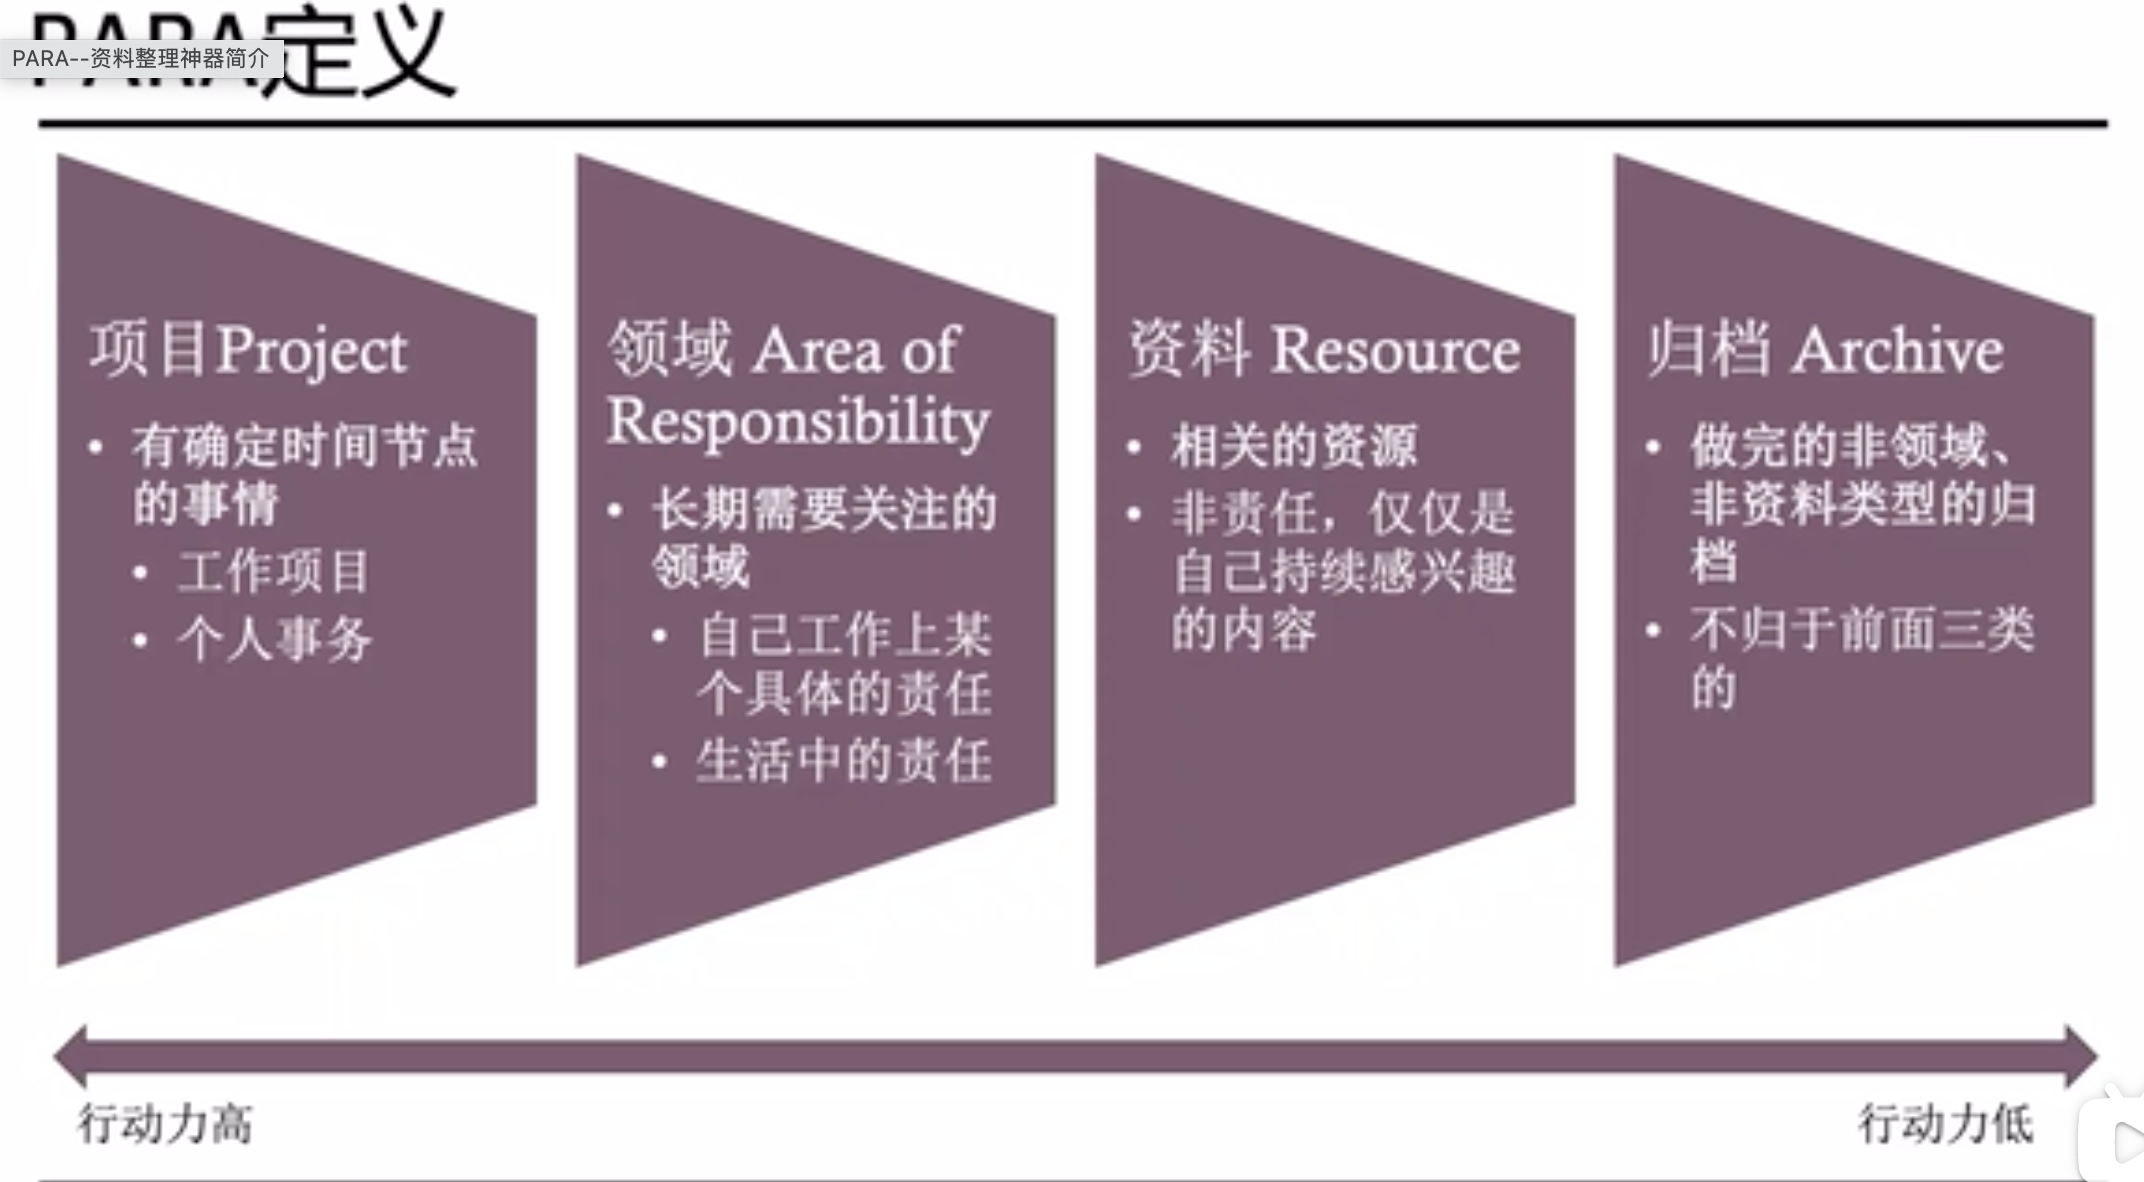 PARA定义
PARA--资料整理神器简介
项目Project
• 有确定时间节点
的事情
• 工作项目
• 个人事务
领域 Area of
Responsibility
• 长期需要关注的
领域
• 自己工作上某
个具体的责任
• 生活中的责任
资料 Resource
• 相关的资源
• 非责任，仅仅是
自己持续感兴趣
的内容
归档 Archive
• 做完的非领域、
非资料类型的归
档
• 不归于前面三类
的
行动力高
行动力低